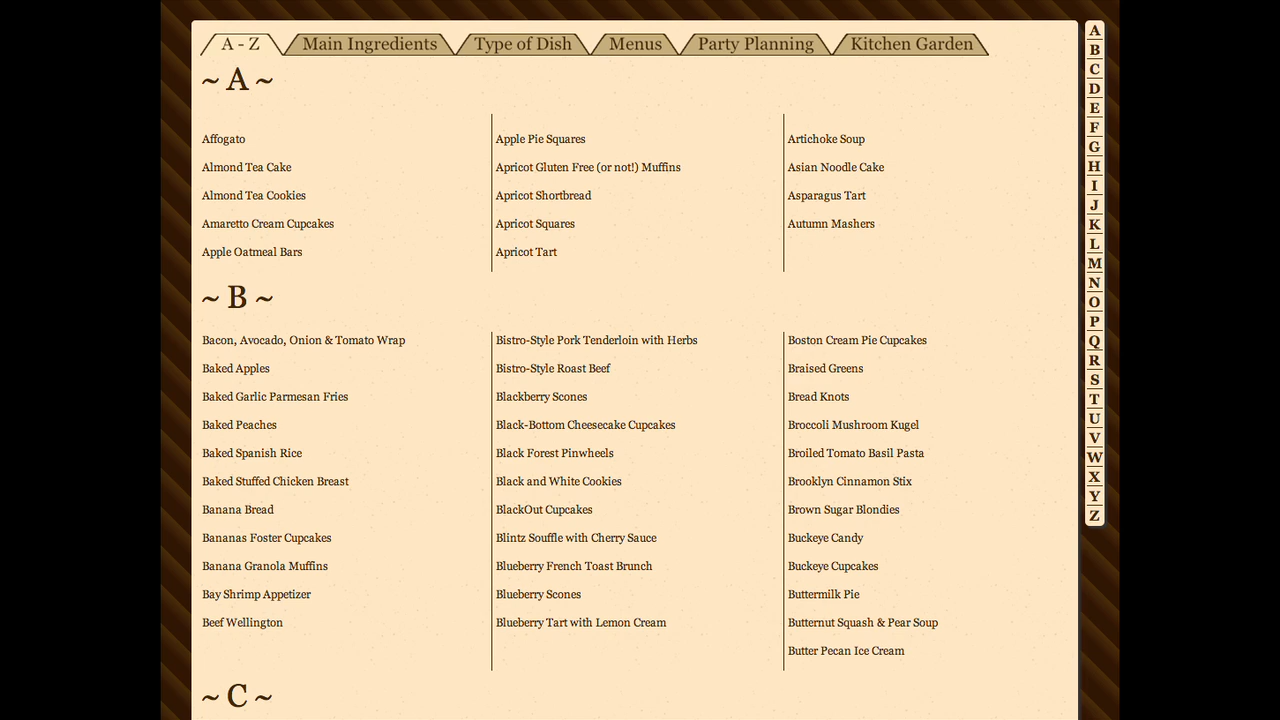 A - Z
Main Ingredients
Type of Dish
Menus
Party Planning
Kitchen Garden
~ A ~
Affogato
Almond Tea Cake
Almond Tea Cookies
Amaretto Cream Cupcakes
Apple Oatmeal Bars
Apple Pie Squares
Apricot Gluten Free (or not!) Muffins
Apricot Shortbread
Apricot Squares
Apricot Tart
Artichoke Soup
Asian Noodle Cake
Asparagus Tart
Autumn Mashers
~ B ~
Bacon, Avocado, Onion & Tomato Wrap
Baked Apples
Baked Garlic Parmesan Fries
Baked Peaches
Baked Spanish Rice
Baked Stuffed Chicken Breast
Banana Bread
Bananas Foster Cupcakes
Banana Granola Muffins
Bay Shrimp Appetizer
Beef Wellington
Bistro-Style Pork Tenderloin with Herbs
Bistro-Style Roast Beef
Blackberry Scones
Black-Bottom Cheesecake Cupcakes
Black Forest Pinwheels
Black and White Cookies
BlackOut Cupcakes
Blintz Souffle with Cherry Sauce
Blueberry French Toast Brunch
Blueberry Scones
Blueberry Tart with Lemon Cream
Boston Cream Pie Cupcakes
Braised Greens
Bread Knots
Broccoli Mushroom Kugel
Broiled Tomato Basil Pasta
Brooklyn Cinnamon Stix
Brown Sugar Blondies
Buckeye Candy
Buckeye Cupcakes
Buttermilk Pie
Butternut Squash & Pear Soup
Butter Pecan Ice Cream
~ C ~
A
B
C
D
E
F
G
H
I
J
K
L
M
N
O
P
Q
R
S
T
U
V
W
X
Y
Z